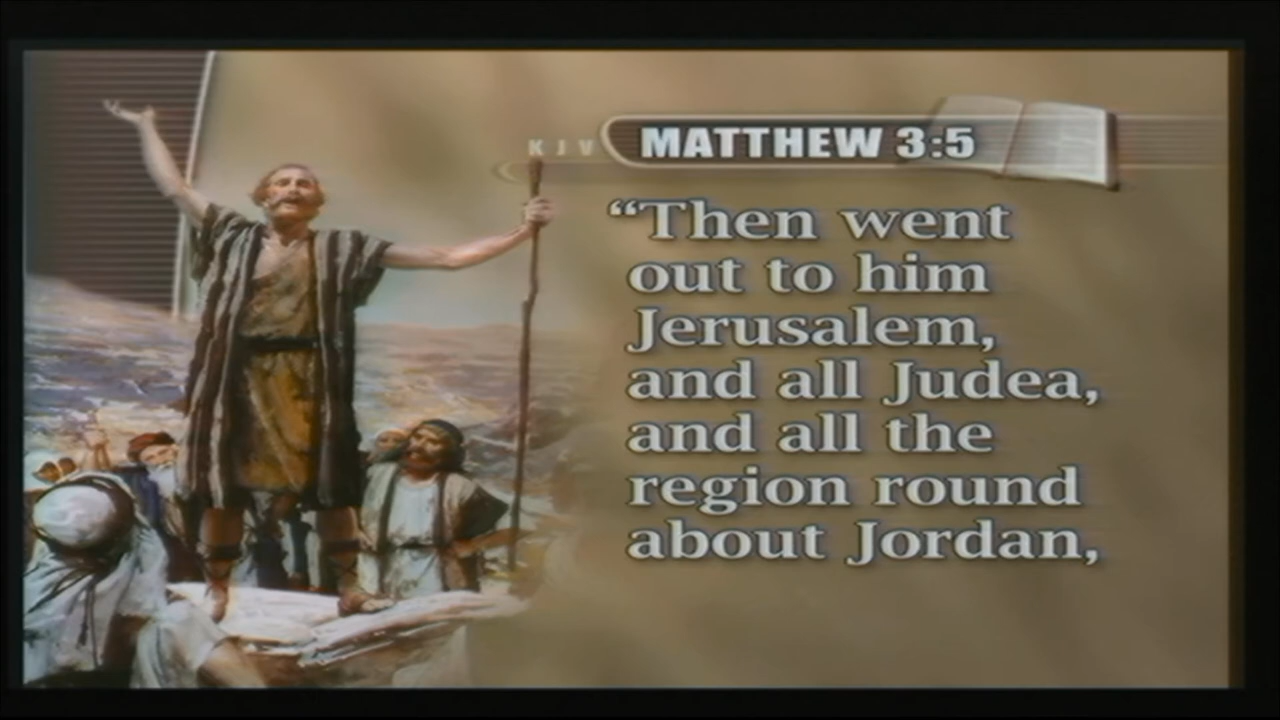 KJV MATTHEW 3:5
“Then went
out to him
Jerusalem,
and all Judea,
and all the
region round
about Jordan,